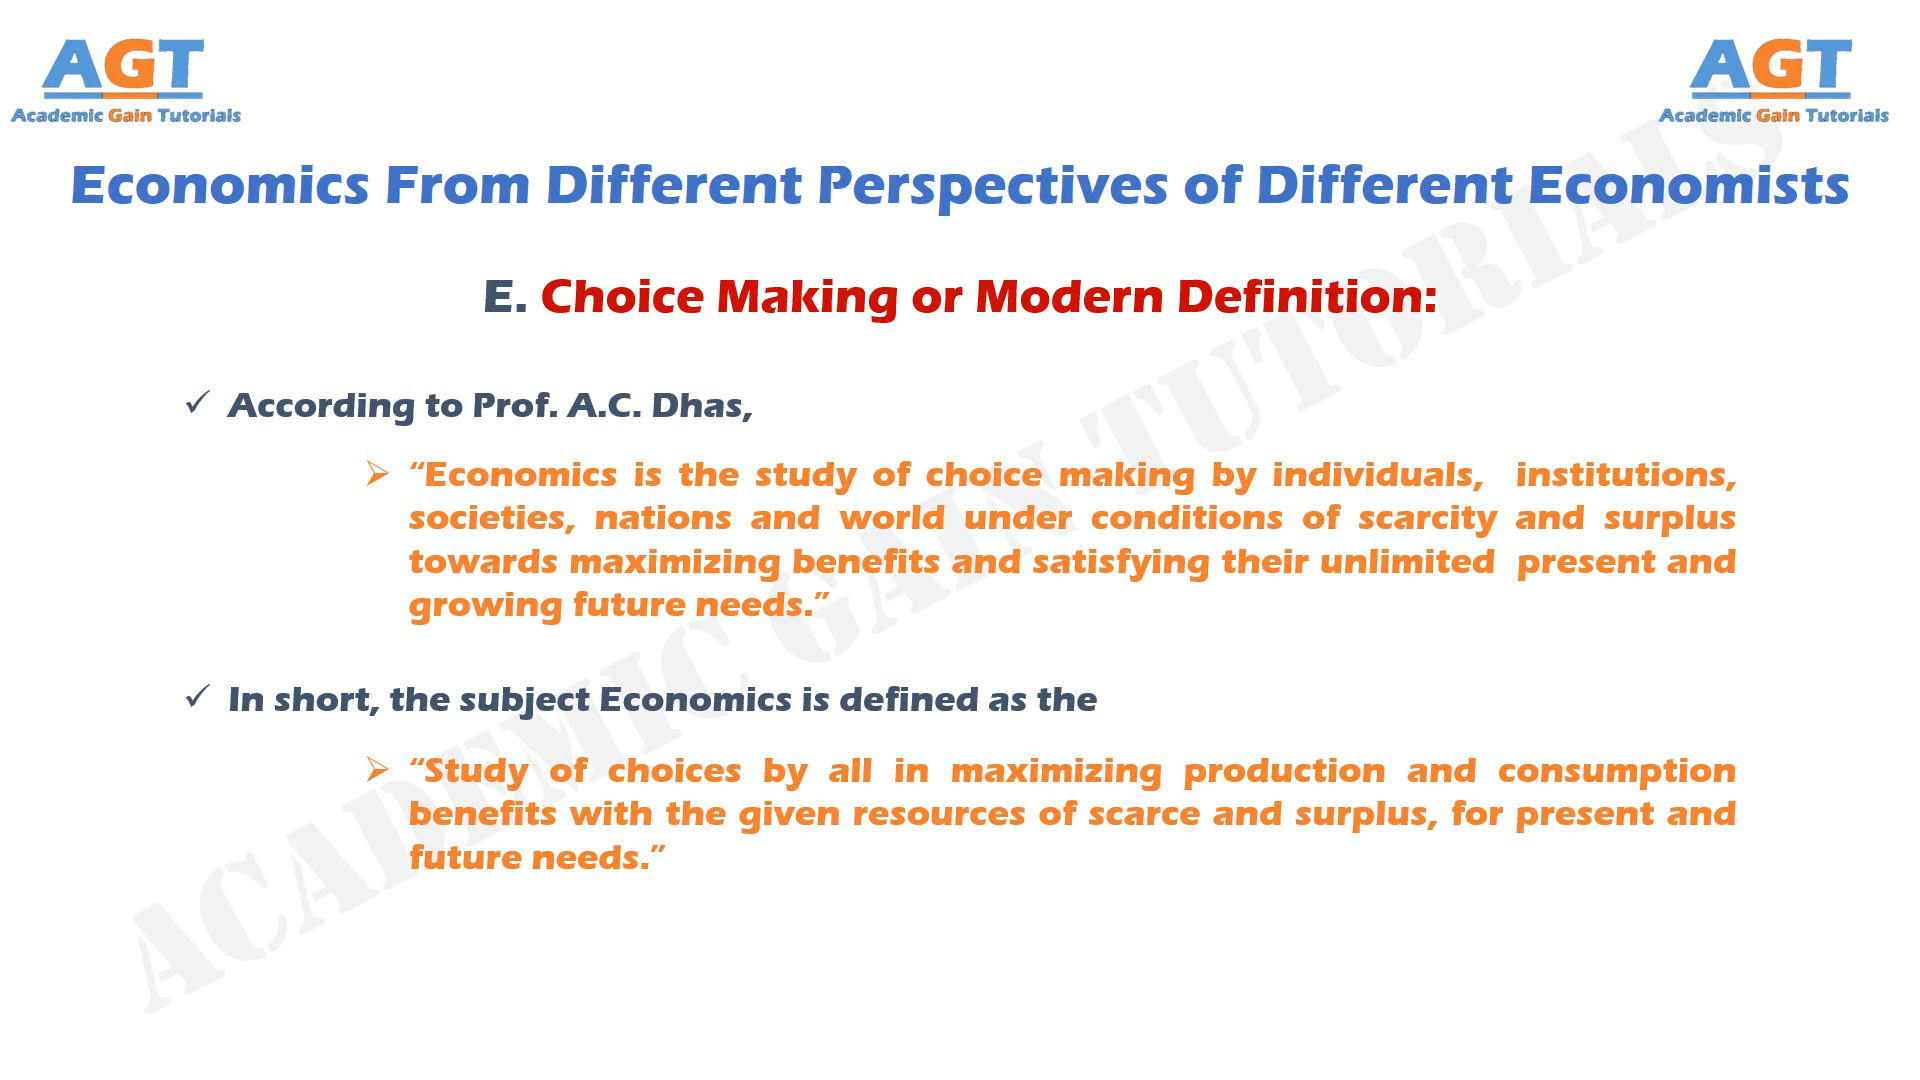 AGT
Academic Gain Tutorials
AGT
Academic Gain Tutorials
Economics From Different Perspectives of Different Economists
E. Choice Making or Modern Definition:
According to Prof. A.C. Dhas,
“Economics is the study of choice making by individuals, institutions,
societies, nations and world under conditions of scarcity and surplus
towards maximizing benefits and satisfying their unlimited present and
growing future needs.”
In short, the subject Economics is defined as the
“Study of choices by all in maximizing production and consumption
benefits with the given resources of scarce and surplus, for present and
future needs.”
ACADEMIC GAIN TUTORIALS